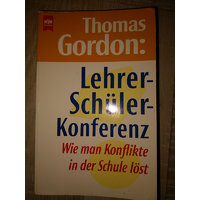 Thomas
Gordon:
Lehrer-
Schüler-
Konferenz
Wie man Konflikte
in der Schule löst